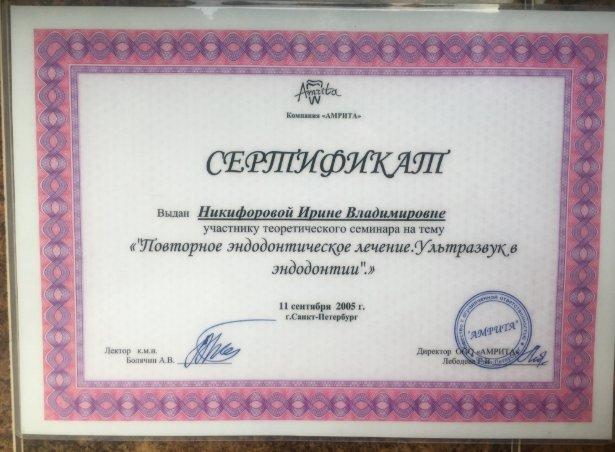 Amrita
Компания «АМРИТА»
СЕРТИФИКАТ
Выдан Никифоровой Ирине Владимировне
участнику теоретического семинара на тему
«"Повторное эндодонтическое лечение.Ультразвук в
эндодонтии".»
11 сентября 2005 г.
г.Санкт-Петербург
Лектор к.м.н.
Болячин А.В.
Директор ООО «АМРИТА»
Лебедева Е.В.
"АМРИТА"